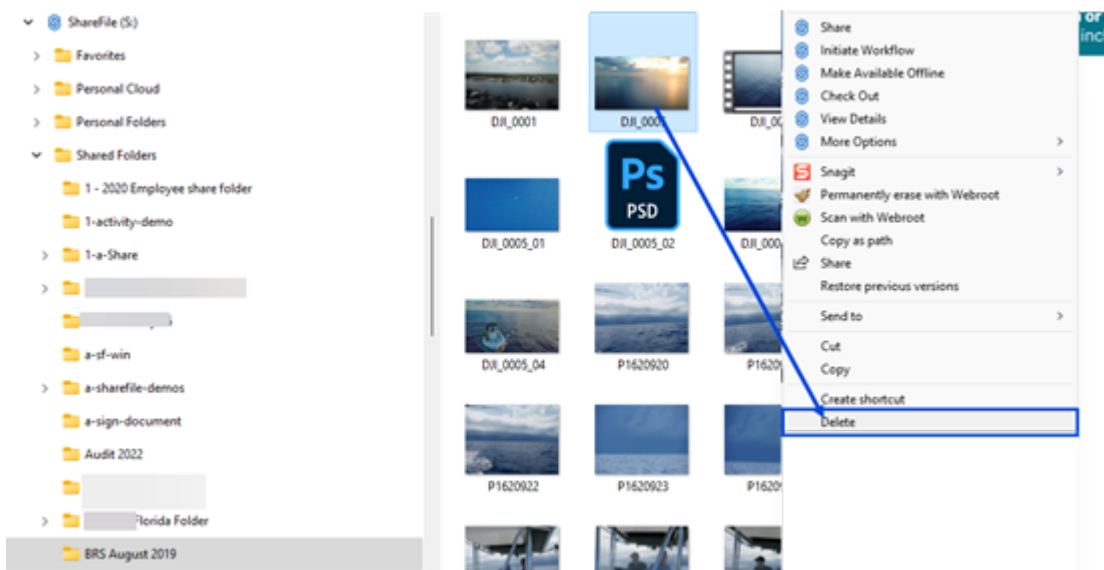 ShareFile (S:)
Favorites
Personal Cloud
Personal Folders
Shared Folders
1 - 2020 Employee share folder
1-activity-demo
1-a-Share
a-sf-win
a-sharefile-demos
a-sign-document
Audit 2022
Florida Folder
BRS August 2019
DJI_0001
Ps
PSD
DJI_0005_01
DJI_0005_02
DJI_0005_04
P1620920
P1620922
P1620923
Share
Initiate Workflow
Make Available Offline
Check Out
View Details
More Options
S
Snagit
Permanently erase with Webroot
Scan with Webroot
Copy as path
Share
Restore previous versions
Send to
Cut
Copy
Create shortcut
Delete